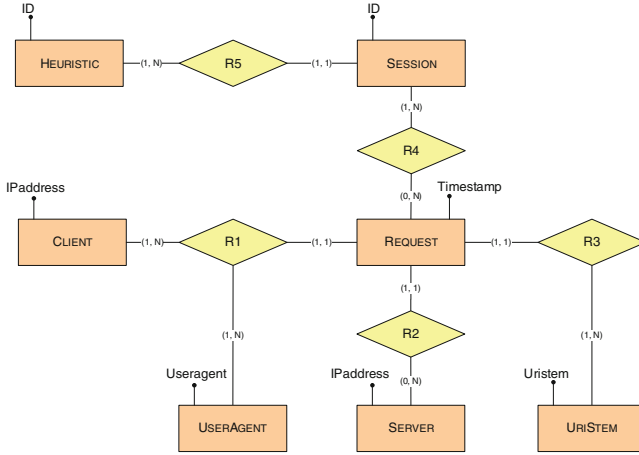 ID
ID
HEURISTIC
(1, N)
R5
(1, 1)
SESSION
(1, N)
R4
(0, N)
Timestamp
IPaddress
CLIENT
(1, N)
R1
(1, 1)
REQUEST
(1, 1)
R3
(1, 1)
R2
(1, N)
(1, N)
(0, N)
Useragent
IPaddress
Uristem
USERAGENT
SERVER
URISTEM